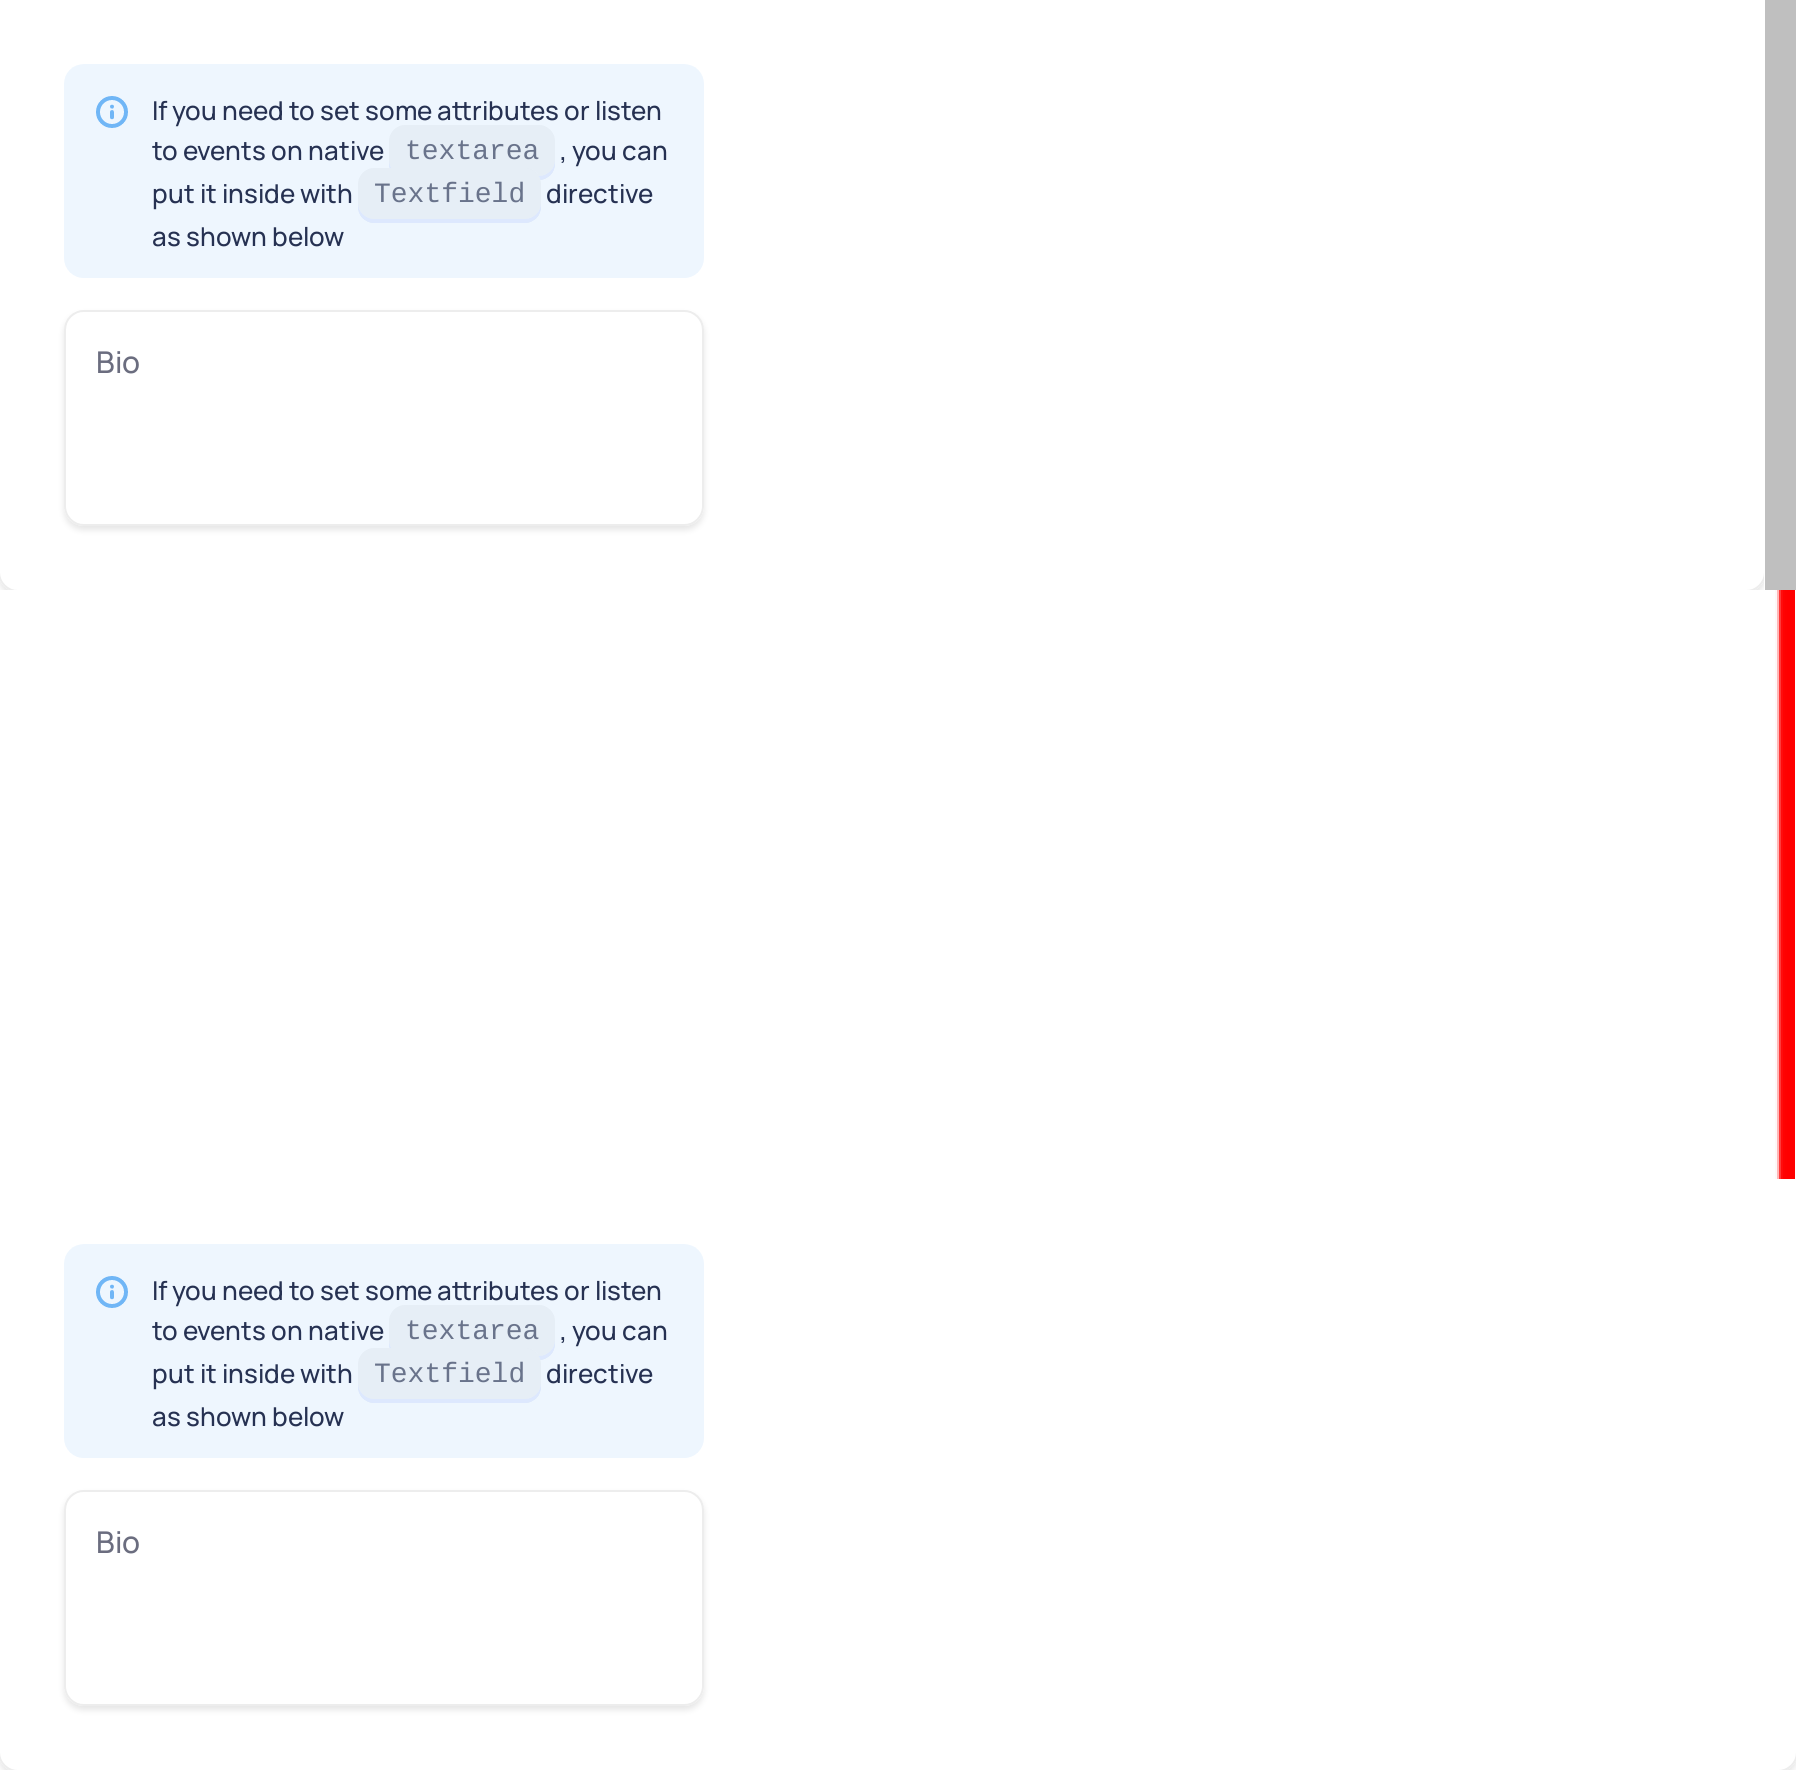 If you need to set some attributes or listen
to events on native textarea , you can
put it inside with Textfield directive
as shown below
Bio
If you need to set some attributes or listen
to events on native textarea , you can
put it inside with Textfield directive
as shown below
Bio